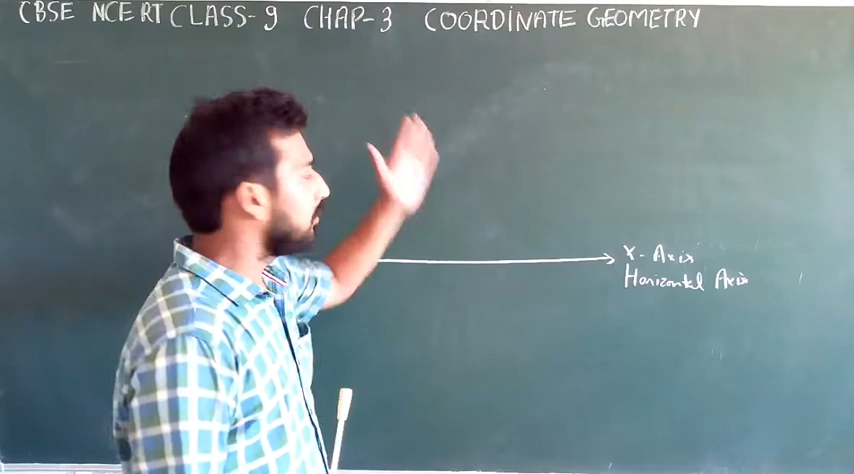 CBSE NCERT CLASS-9 CHAP-3 COORDINATE GEOMETRY
X-Axis
Horizontal Axis